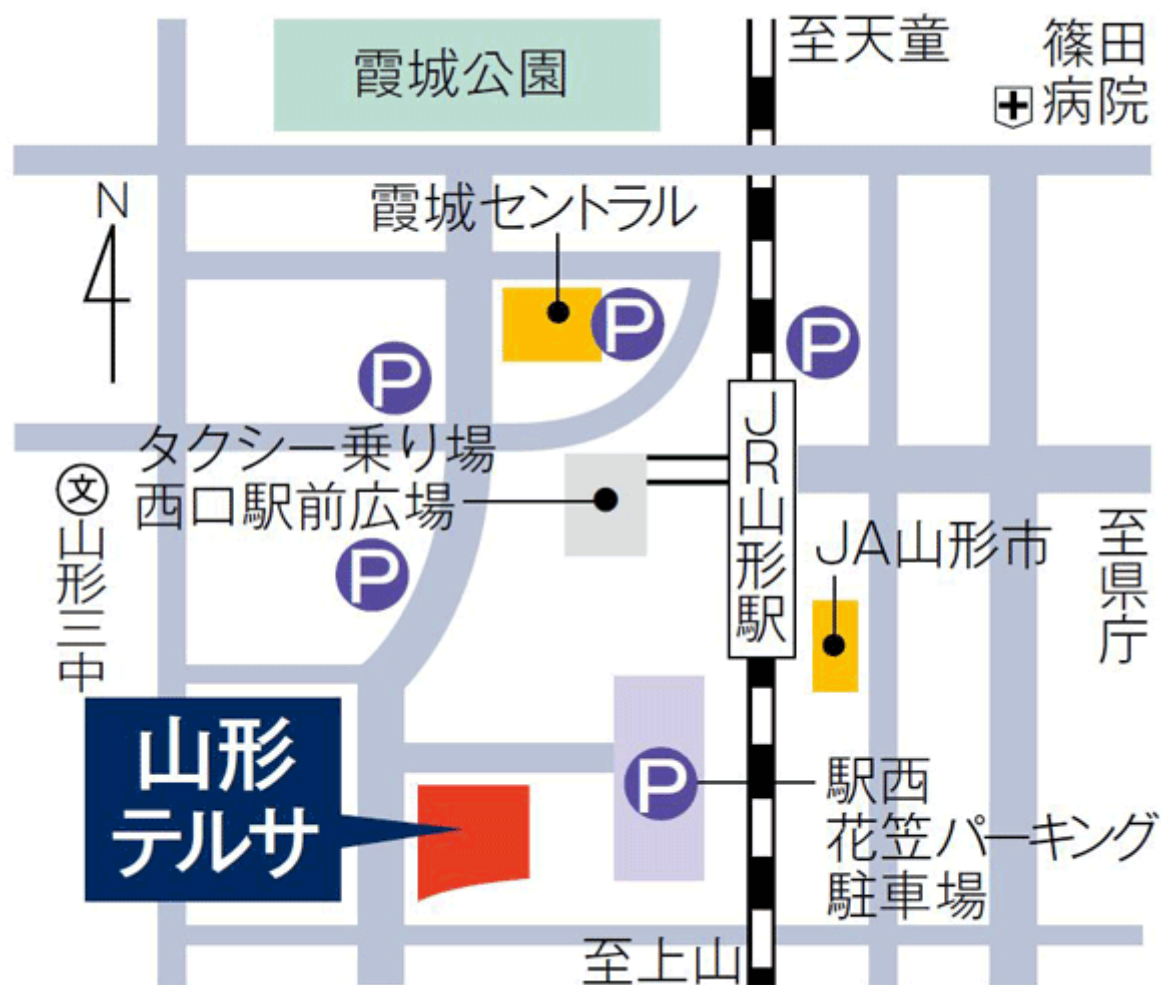 至天童
篠田
病院
霞城公園
N
霞城セントラル
P
P
P
タクシー乗り場
西口駅前広場
JR山形駅
文
山形三中
P
JA山形市
至県庁
山形
テルサ
P
駅西
花笠パーキング
駐車場
至上山